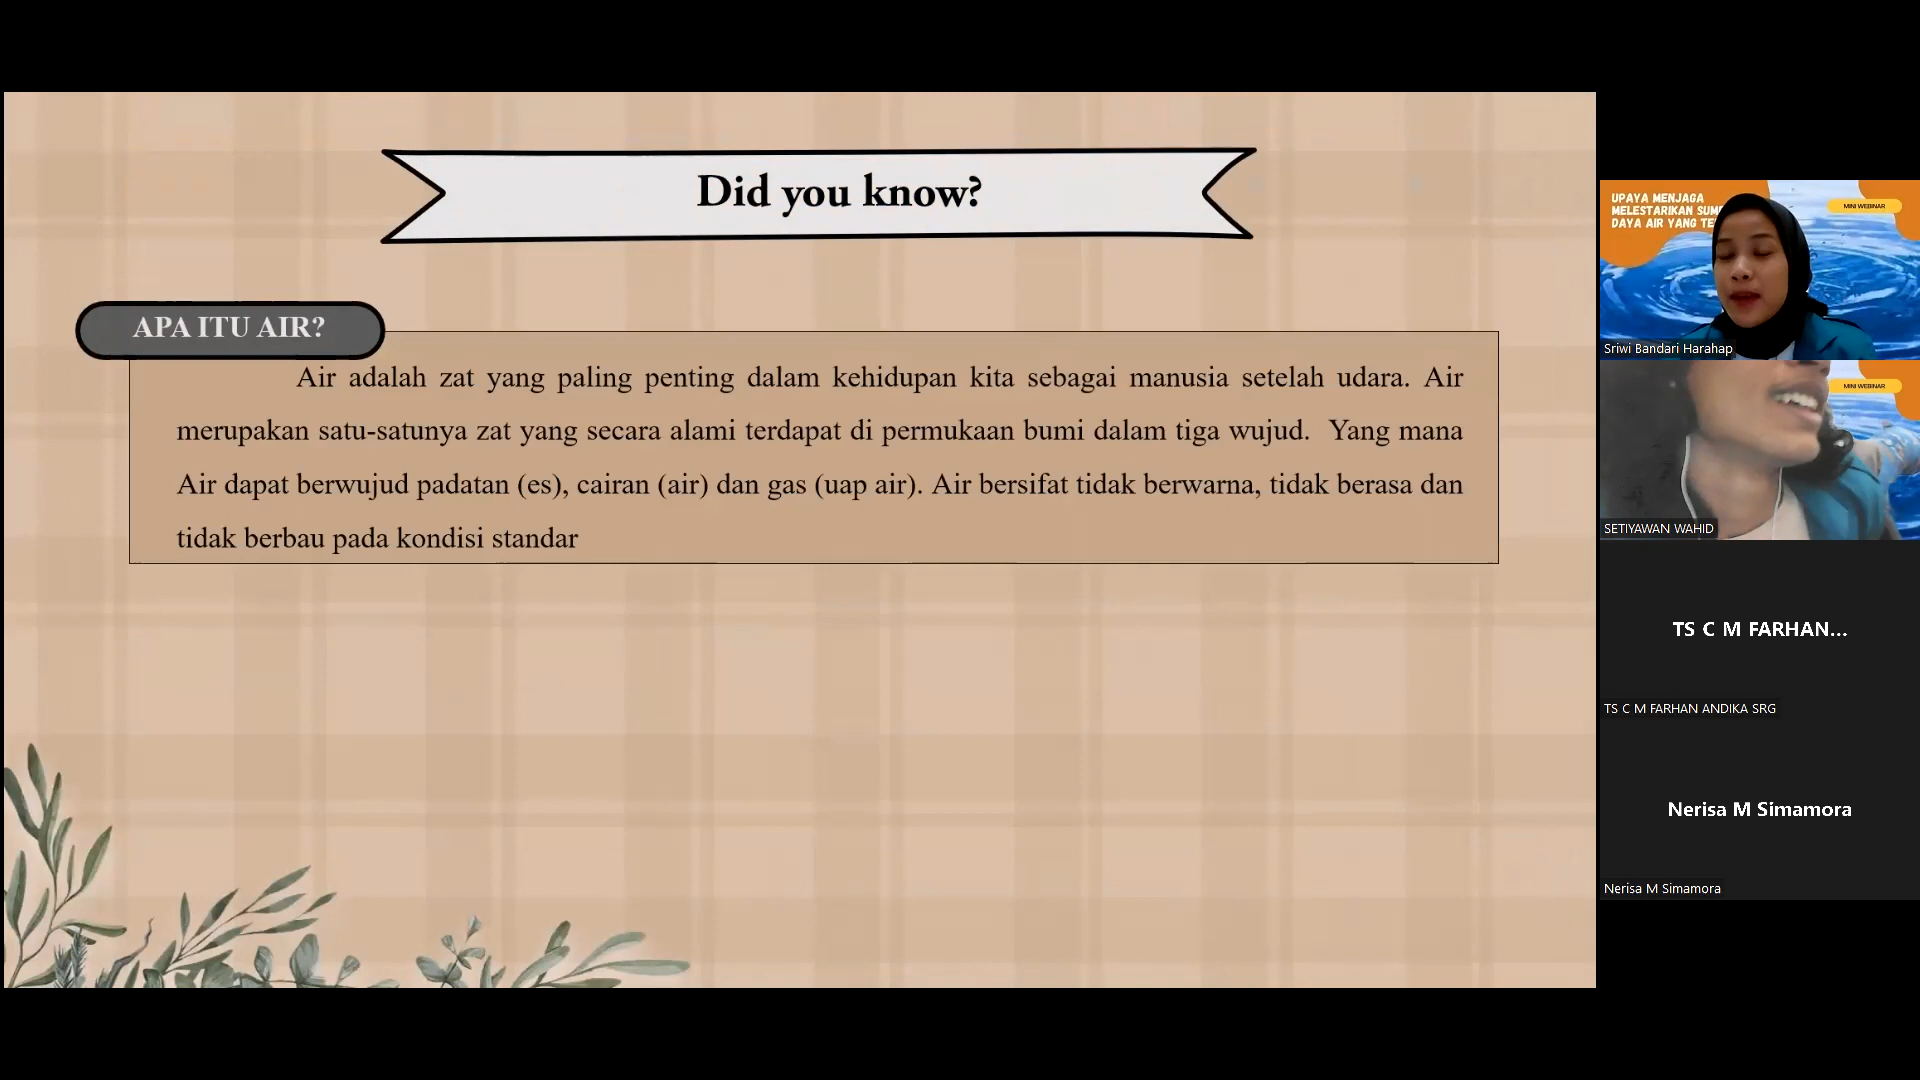 Did you know?
APA ITU AIR?
Air adalah zat yang paling penting dalam kehidupan kita sebagai manusia setelah udara. Air
merupakan satu-satunya zat yang secara alami terdapat di permukaan bumi dalam tiga wujud. Yang mana
Air dapat berwujud padatan (es), cairan (air) dan gas (uap air). Air bersifat tidak berwarna, tidak berasa dan
tidak berbau pada kondisi standar
UPAYA MENJAGA
MELESTARIKAN
DAYA AIR YANG
MINI WEBINAR
Sriwi Bandari Harahap
MINI WEBINAR
SETIYAWAN WAHID
TS C M FARHAN...
TS C M FARHAN ANDIKA SRG
Nerisa M Simamora
Nerisa M Simamora